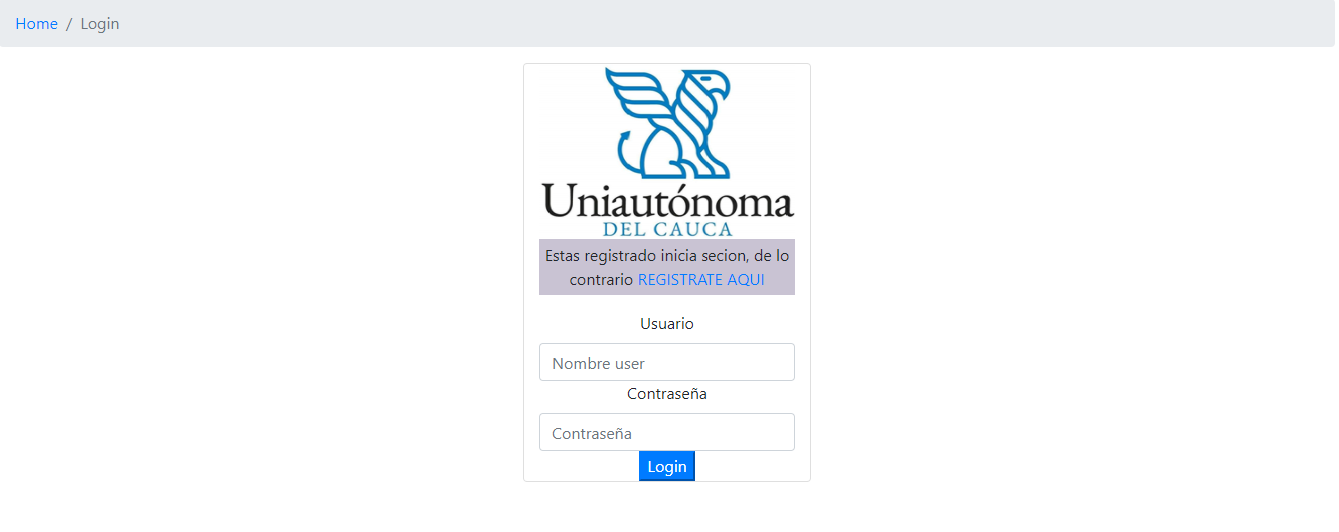 Home / Login
Uniautónoma
DEL CAUCA
Estas registrado inicia secion, de lo
contrario REGISTRATE AQUI
Usuario
Nombre user
Contraseña
Contraseña
Login